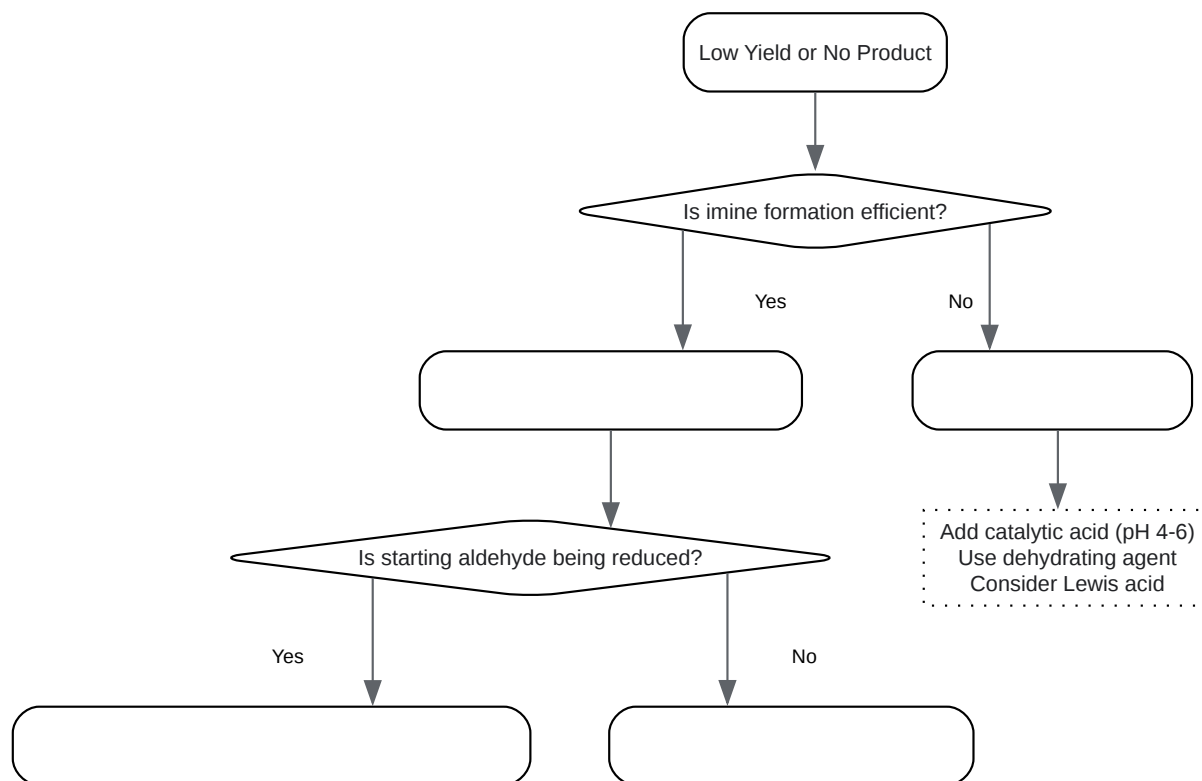 Low Yield or No Product
Is imine formation efficient?
Yes
No
Add catalytic acid (pH 4-6)
Use dehydrating agent
Consider Lewis acid
Is starting aldehyde being reduced?
Yes
No